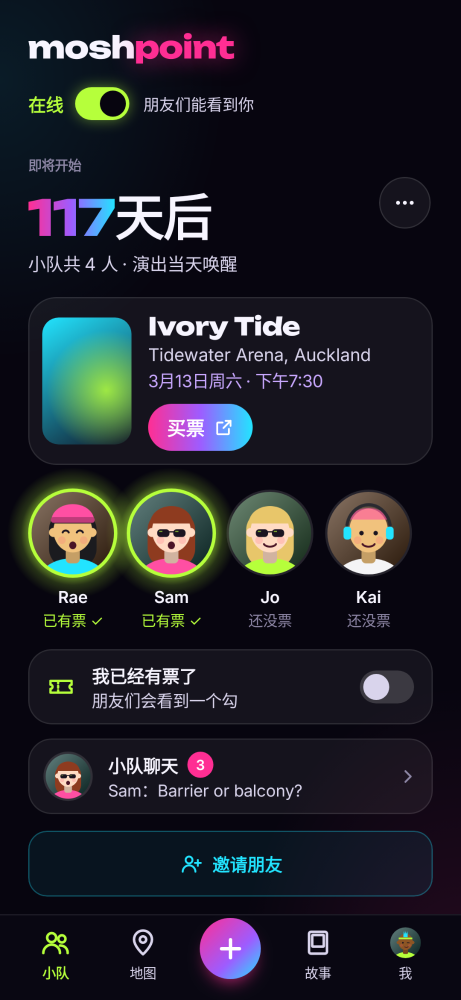 moshpoint
在线
朋友们能看到你
即将开始
117天后
小队共 4 人 · 演出当天唤醒
Ivory Tide
Tidewater Arena, Auckland
3月13日周六 · 下午7:30
买票
Rae
Sam
Jo
Kai
已有票 ✓
已有票 ✓
还没票
还没票
我已经有票了
朋友们会看到一个勾
小队聊天 3
Sam：Barrier or balcony?
邀请朋友
小队
地图
故事
我